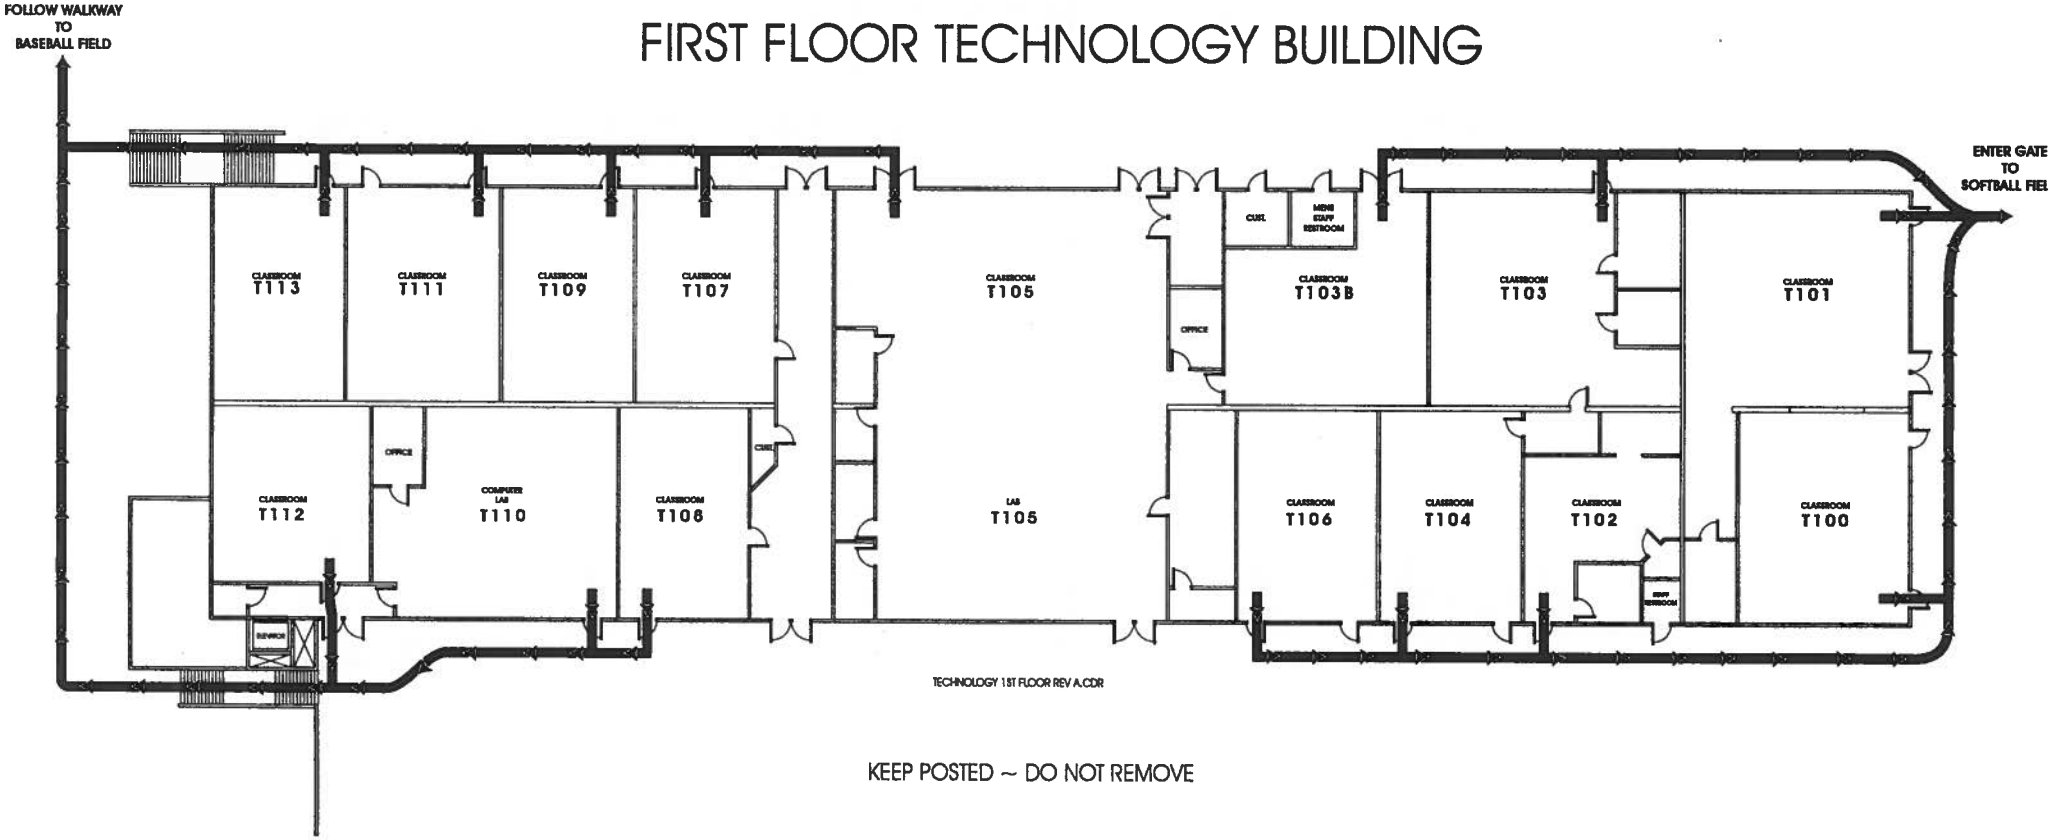 FOLLOW WALKWAY
TO
BASEBALL FIELD
FIRST FLOOR TECHNOLOGY BUILDING
ENTER GATE
TO
SOFTBALL FIEL
CUST.
MENS
STAFF
RESTROOM
CLASSROOM
T113
CLASSROOM
T111
CLASSROOM
T109
CLASSROOM
T107
CLASSROOM
T105
CLASSROOM
T103B
CLASSROOM
T103
CLASSROOM
T101
OFFICE
OFFICE
CUST.
CLASSROOM
T112
COMPUTER
LAB
T110
CLASSROOM
T108
LAB
T105
CLASSROOM
T106
CLASSROOM
T104
CLASSROOM
T102
CLASSROOM
T100
STAFF
RESTROOM
ELEVATOR
TECHNOLOGY 1ST FLOOR REV A.CDR
KEEP POSTED ~ DO NOT REMOVE